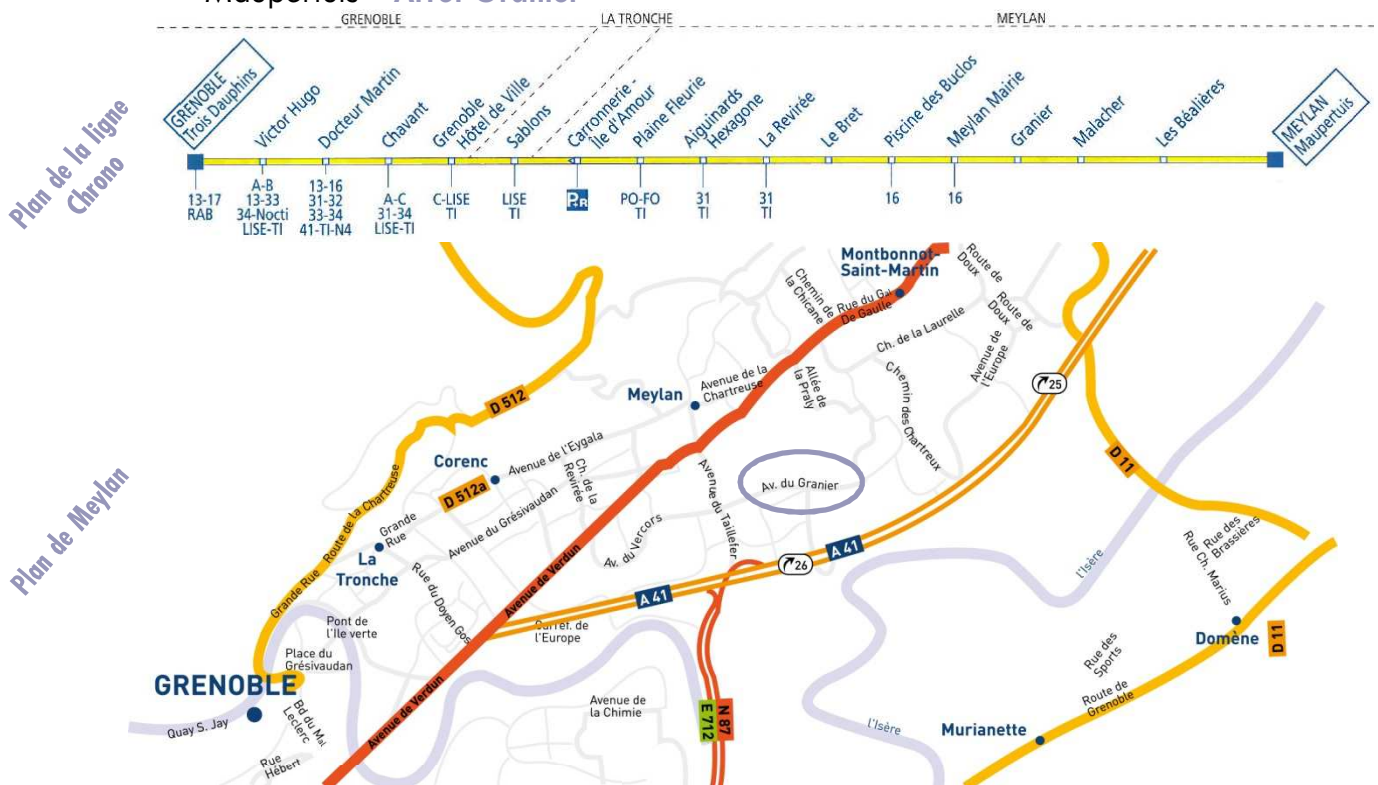 GRENOBLE
LA TRONCHE
MEYLAN
Plan de la ligne
Chrono
GRENOBLE
Trois Dauphins
Victor Hugo
Docteur Martin
Chavant
Grenoble
Hôtel de Ville
Sablons
Carronnerie -
Île d'Amour
Plaine Fleurie
Aiguinards
Hexagone
La Revirée
Le Bret
Piscine des Buclos
Meylan Mairie
Granier
Malacher
Les Béalières
MEYLAN
Maupertuis
13-17
RAB
A-B
13-33
34-Nocti
LISE-TI
13-16
31-32
33-34
41-TI-N4
A-C
31-34
LISE-TI
C-LISE
TI
LISE
TI
P+R
PO-FO
TI
31
TI
31
TI
16
16
Plan de Meylan
Montbonnot-
Saint-Martin
Route de
Doux
Route de
Doux
Chemin de
la Chicane
Rue du Gal
De Gaulle
Ch. de la Laurelle
Avenue de
l'Europe
25
Avenue de la
Chartreuse
Allée de
la Praly
Chemin des Chartreux
Meylan
D 512
D 11
Corenc
Avenue de l'Eygala
D 512a
Ch. de la
Revirée
Avenue du Grésivaudan
Route de la Chartreuse
Grande Rue
Grande
Rue
La
Tronche
Av. du Granier
Avenue du Taillefer
Av. du Vercors
Avenue de Verdun
Rue du Doyen Gos
26
A 41
A 41
l'Isère
Rue des
Brassières
Rue Ch. Marius
Pont de
l'Ile verte
Carref. de
l'Europe
Place du
Grésivaudan
GRENOBLE
Domène
D 11
Rue des
Sports
Route de
Grenoble
Avenue de Verdun
Avenue de
la Chimie
E 712
N 87
l'Isère
Murianette
Quay S. Jay
Bd du Mal
Leclerc
Rue
Hébert